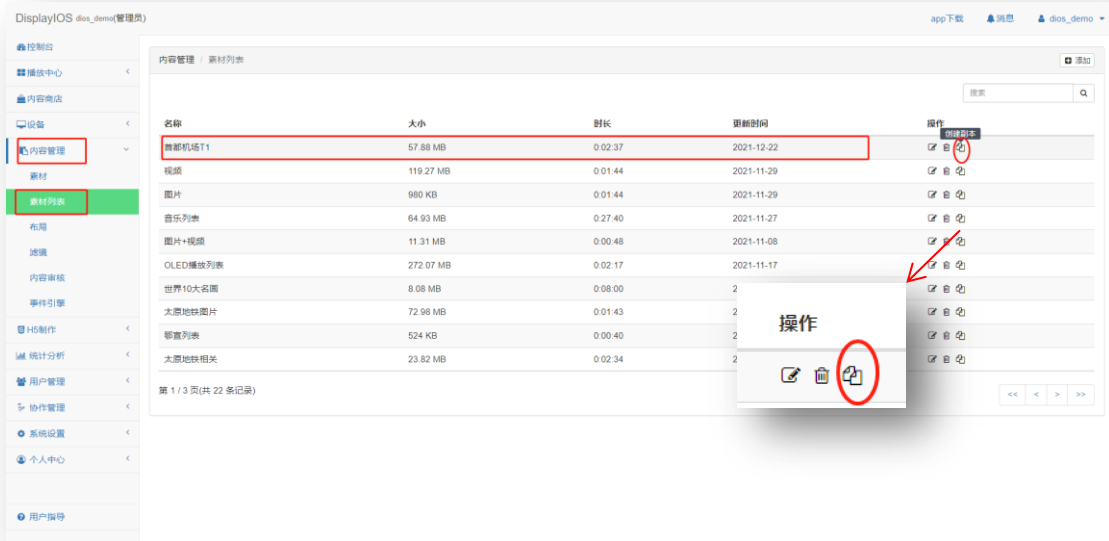 DisplayIOS dios_demo(管理员)
app下载 消息 dios_demo
控制台
播放中心
内容商店
设备
内容管理
素材
素材列表
布局
滤镜
内容审核
事件引擎
H5制作
统计分析
用户管理
协作管理
系统设置
个人中心
用户指导
内容管理 / 素材列表
添加
搜索
名称 大小 时长 更新时间 操作
创建副本
首都机场T1 57.88 MB 0:02:37 2021-12-22
视频 119.27 MB 0:01:44 2021-11-29
图片 980 KB 0:01:44 2021-11-29
音乐列表 64.93 MB 0:27:40 2021-11-27
图片+视频 11.31 MB 0:00:48 2021-11-08
OLED播放列表 272.07 MB 0:02:17 2021-11-17
世界10大名画 8.08 MB 0:08:00 2
太原地铁图片 72.98 MB 0:01:43 2
鄂宣列表 524 KB 0:00:40 2
太原地铁相关 23.82 MB 0:02:34 2
操作
第 1 / 3 页(共 22 条记录)
<< < > >>